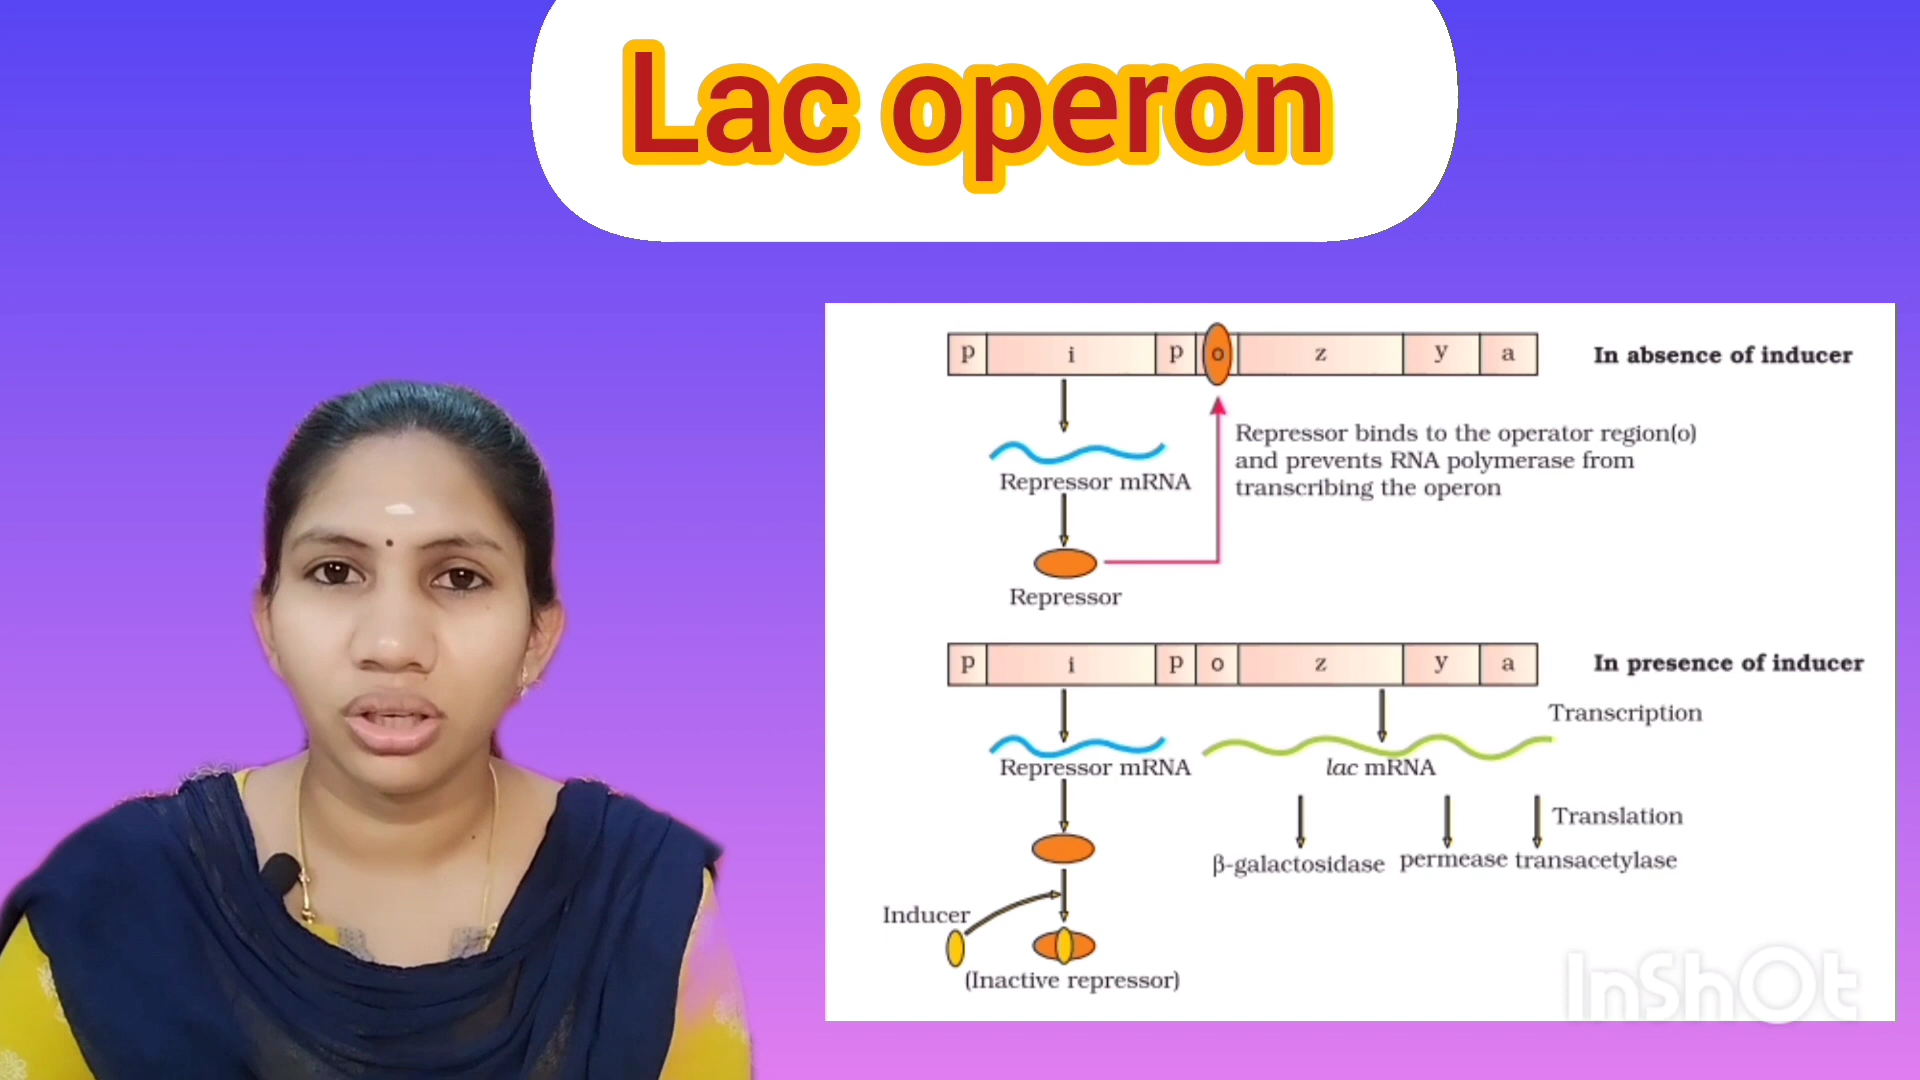 Lac operon
p i p o z y a In absence of inducer
Repressor binds to the operator region(o)
and prevents RNA polymerase from
transcribing the operon
Repressor mRNA
Repressor
p i p o z y a In presence of inducer
Transcription
Repressor mRNA lac mRNA
Translation
β-galactosidase permease transacetylase
Inducer
(Inactive repressor)
InShOt